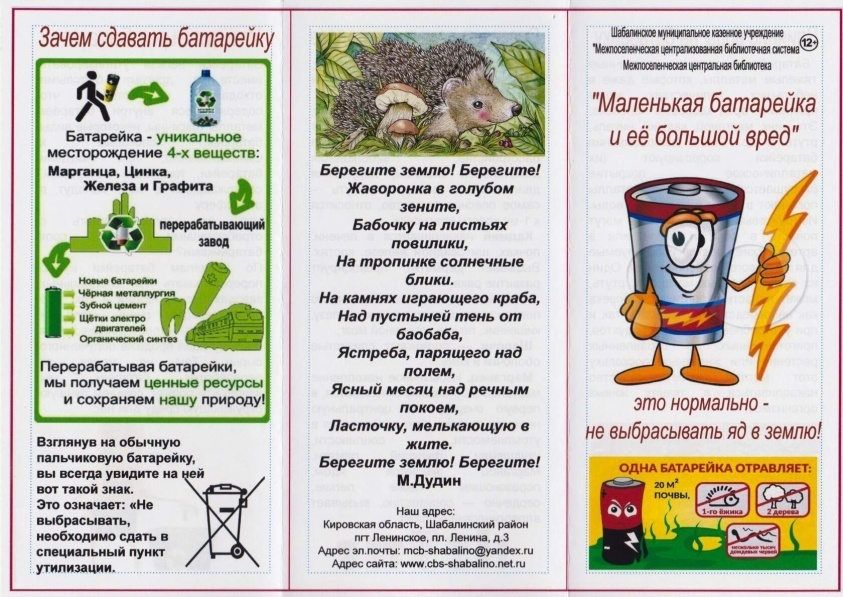 Зачем сдавать батарейку
Батарейка - уникальное
месторождение 4-х веществ:
Марганца, Цинка,
Железа и Графита
перерабатывающий
завод
Новые батарейки
Чёрная металлургия
Зубной цемент
Щётки электро
двигателей
Органический синтез
Перерабатывая батарейки,
мы получаем ценные ресурсы
и сохраняем нашу природу!
Взглянув на обычную
пальчиковую батарейку,
вы всегда увидите на ней
вот такой знак.
Это означает: «Не
выбрасывать,
необходимо сдать в
специальный пункт
утилизации.
Берегите землю! Берегите!
Жаворонка в голубом
зените,
Бабочку на листьях
повилики,
На тропинке солнечные
блики.
На камнях играющего краба,
Над пустыней тень от
баобаба,
Ястреба, парящего над
полем,
Ясный месяц над речным
покоем,
Ласточку, мелькающую в
жите.
Берегите землю! Берегите!
М.Дудин
Наш адрес:
Кировская область, Шабалинский район
пгт Ленинское, пл. Ленина, д.3
Адрес эл.почты: mcb-shabalino@yandex.ru
Адрес сайта: www.cbs-shabalino.net.ru
Шабалинское муниципальное казенное учреждение
"Межпоселенческая централизованная библиотечная система"
12+
Межпоселенческая центральная библиотека
"Маленькая батарейка
и её большой вред"
это нормально -
не выбрасывать яд в землю!
ОДНА БАТАРЕЙКА ОТРАВЛЯЕТ:
20 м²
ПОЧВЫ,
1-го ёжика
2 дерева
несколько тысяч
дождевых червей